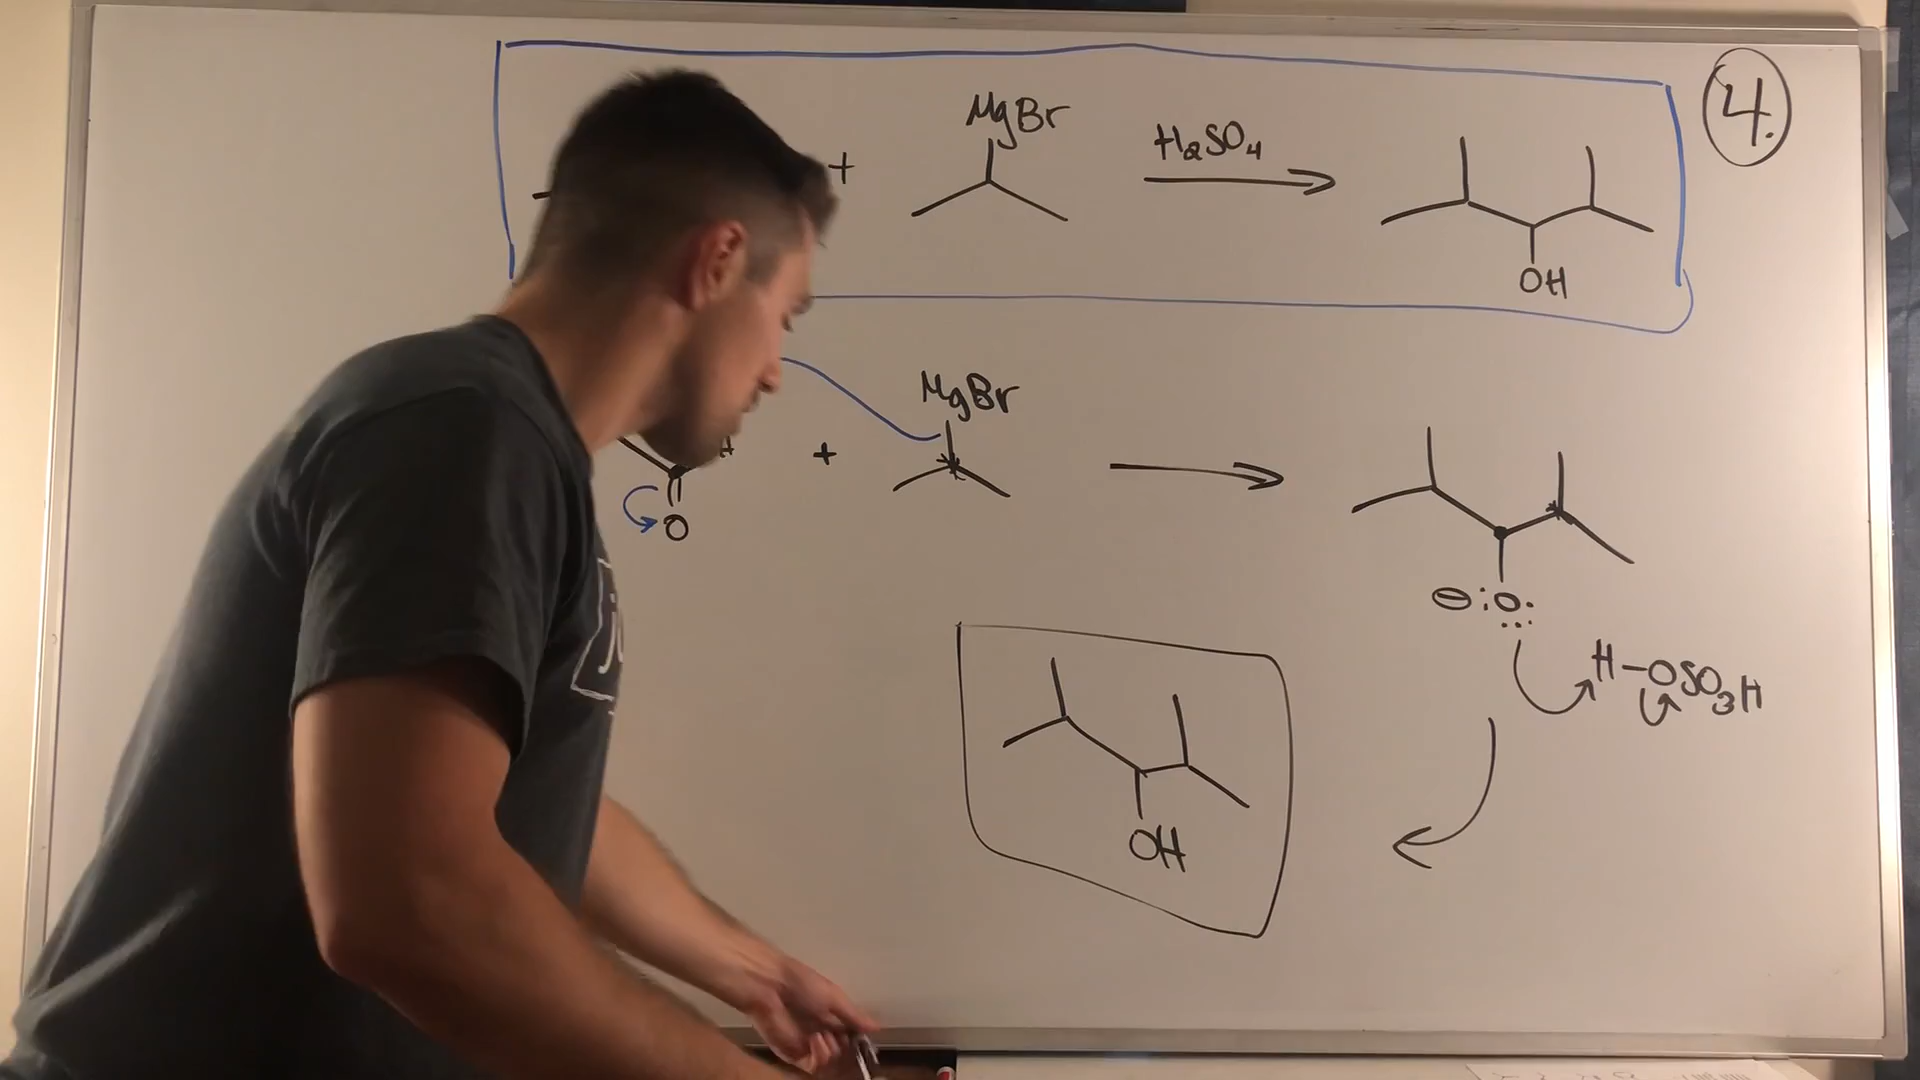 4.
+ MgBr H2SO4
OH
MgBr
H
+
O
⊖ :O:
H-OSO3H
OH